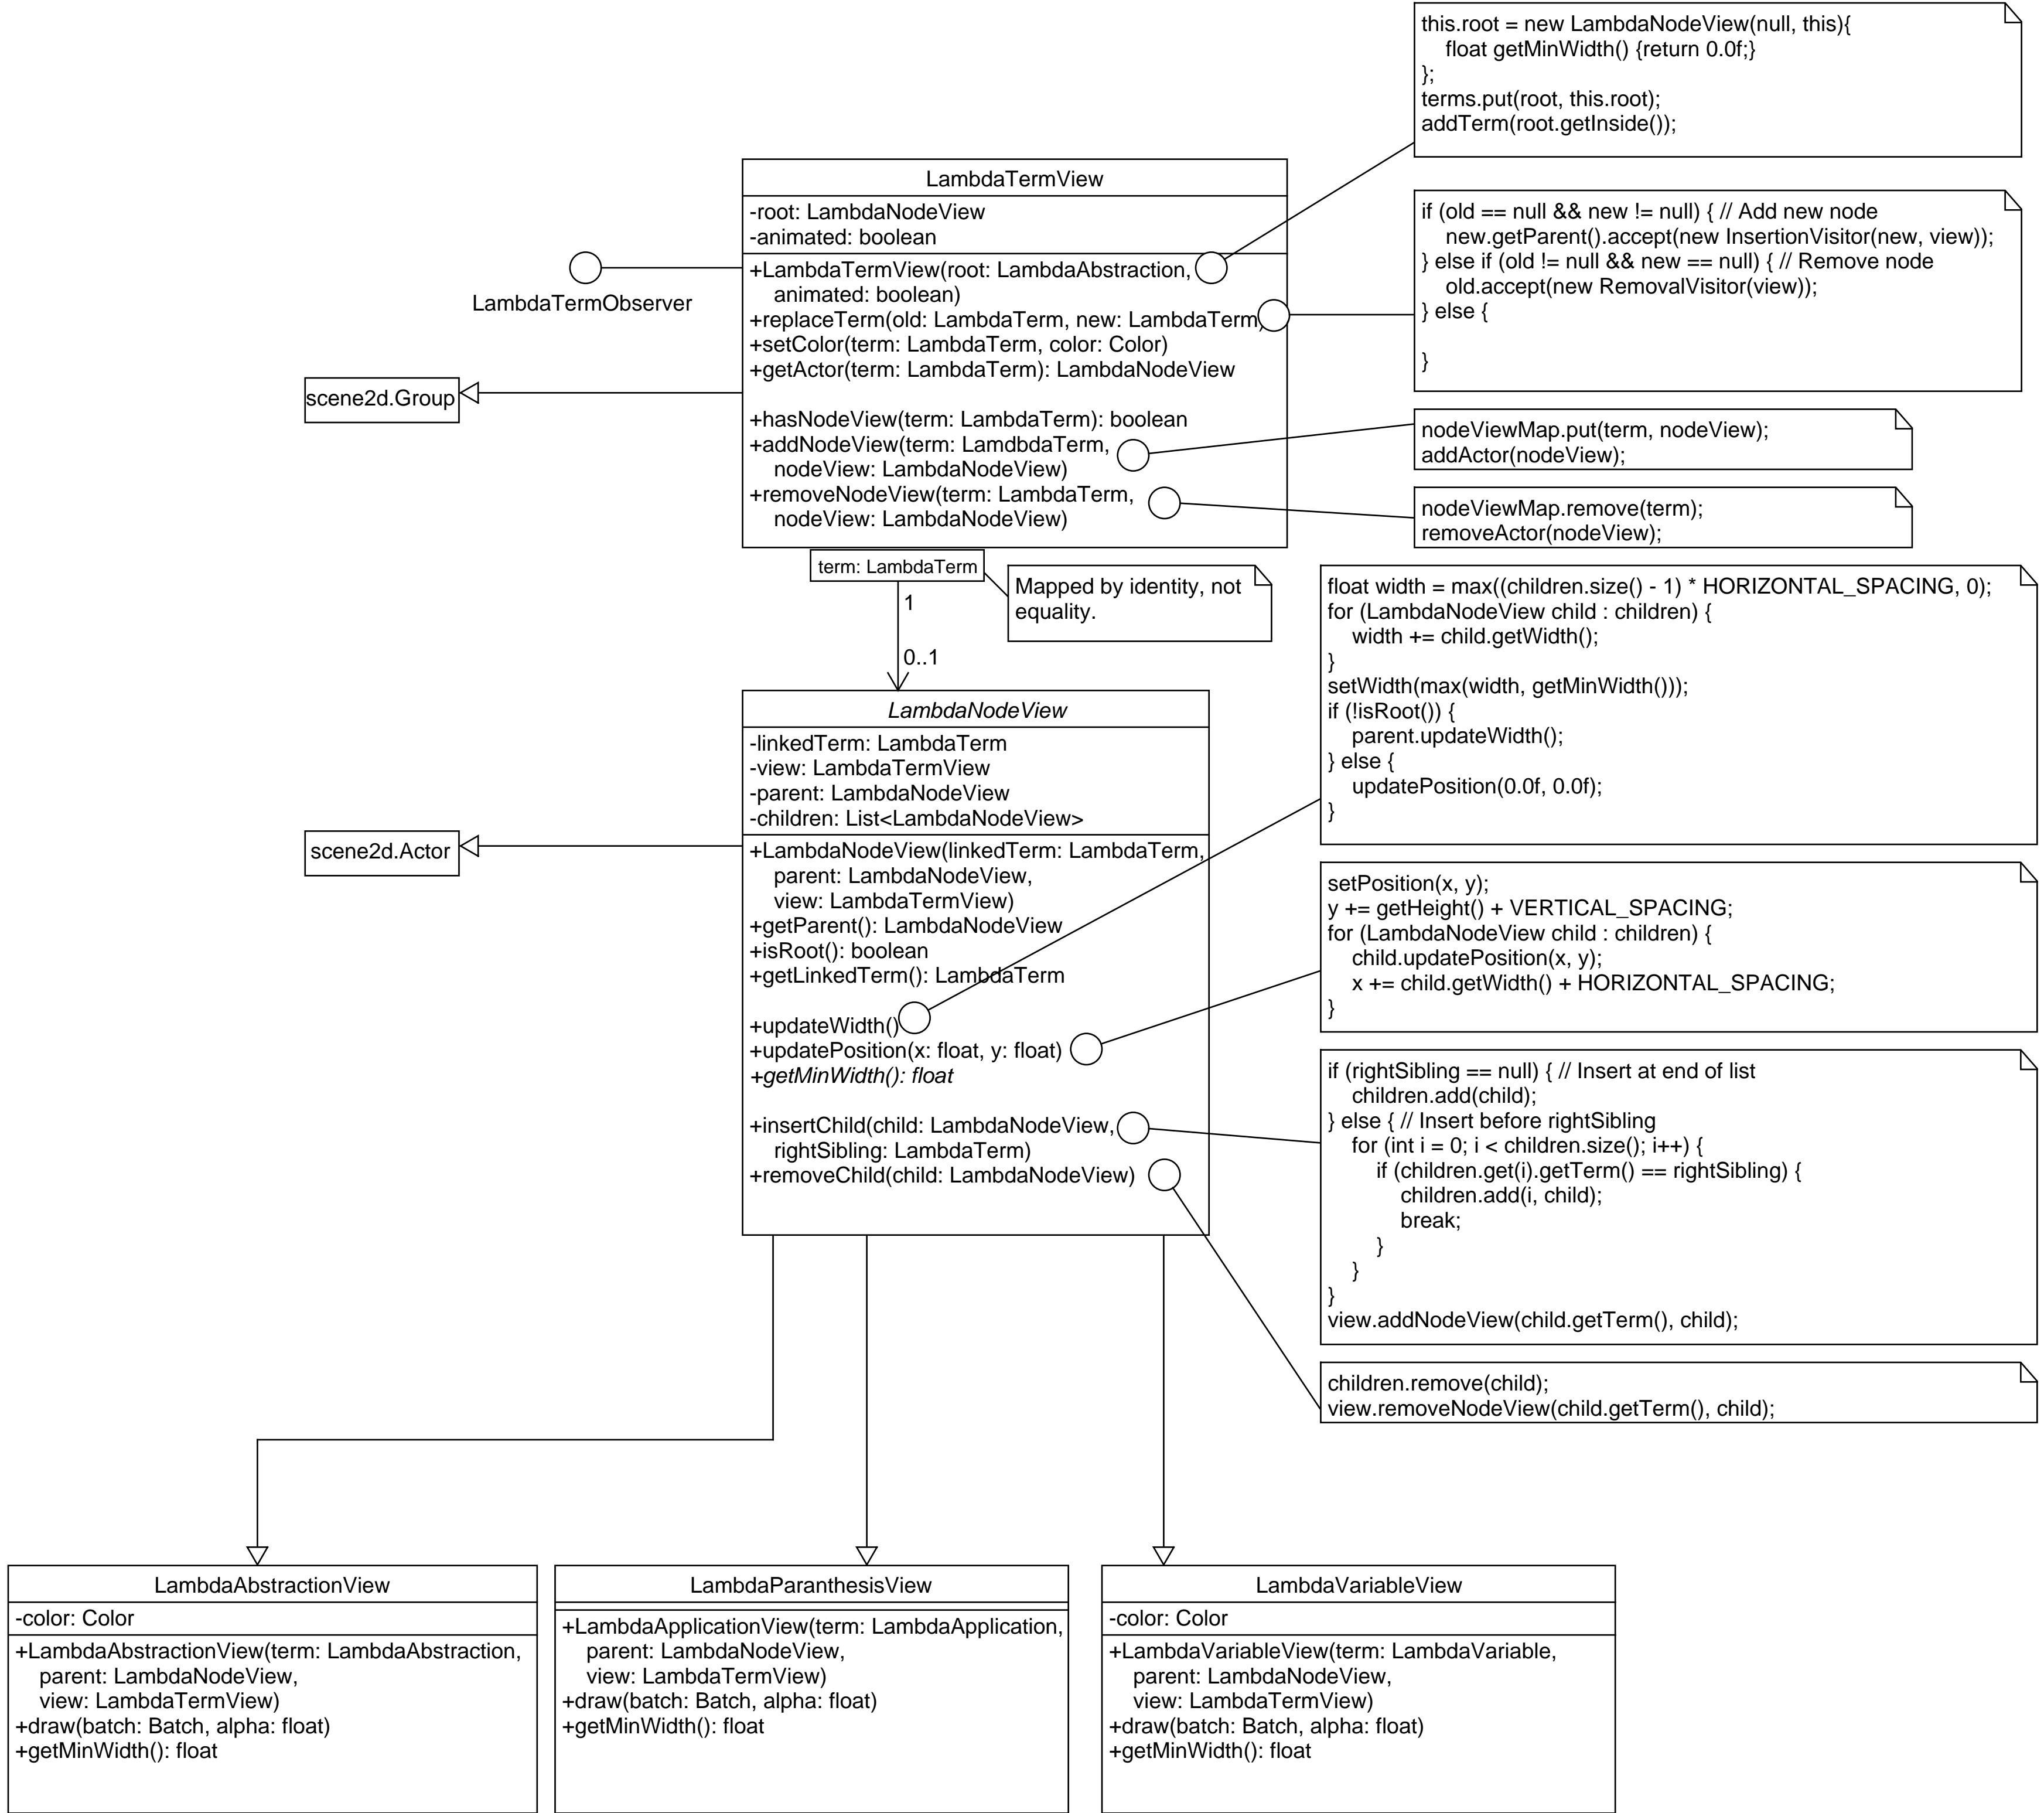 this.root = new LambdaNodeView(null, this){
float getMinWidth() {return 0.0f;}
};
terms.put(root, this.root);
addTerm(root.getInside());
LambdaTermView
-root: LambdaNodeView
-animated: boolean
+LambdaTermView(root: LambdaAbstraction,
animated: boolean)
+replaceTerm(old: LambdaTerm, new: LambdaTerm)
+setColor(term: LambdaTerm, color: Color)
+getActor(term: LambdaTerm): LambdaNodeView
+hasNodeView(term: LambdaTerm): boolean
+addNodeView(term: LamdbdaTerm,
nodeView: LambdaNodeView)
+removeNodeView(term: LambdaTerm,
nodeView: LambdaNodeView)
if (old == null && new != null) { // Add new node
new.getParent().accept(new InsertionVisitor(new, view));
} else if (old != null && new == null) { // Remove node
old.accept(new RemovalVisitor(view));
} else {
}
LambdaTermObserver
scene2d.Group
nodeViewMap.put(term, nodeView);
addActor(nodeView);
nodeViewMap.remove(term);
removeActor(nodeView);
term: LambdaTerm
Mapped by identity, not
equality.
1
0..1
float width = max((children.size() - 1) * HORIZONTAL_SPACING, 0);
for (LambdaNodeView child : children) {
width += child.getWidth();
}
setWidth(max(width, getMinWidth()));
if (!isRoot()) {
parent.updateWidth();
} else {
updatePosition(0.0f, 0.0f);
}
LambdaNodeView
-linkedTerm: LambdaTerm
-view: LambdaTermView
-parent: LambdaNodeView
-children: List<LambdaNodeView>
+LambdaNodeView(linkedTerm: LambdaTerm,
parent: LambdaNodeView,
view: LambdaTermView)
+getParent(): LambdaNodeView
+isRoot(): boolean
+getLinkedTerm(): LambdaTerm
+updateWidth()
+updatePosition(x: float, y: float)
+getMinWidth(): float
+insertChild(child: LambdaNodeView,
rightSibling: LambdaTerm)
+removeChild(child: LambdaNodeView)
scene2d.Actor
setPosition(x, y);
y += getHeight() + VERTICAL_SPACING;
for (LambdaNodeView child : children) {
child.updatePosition(x, y);
x += child.getWidth() + HORIZONTAL_SPACING;
}
if (rightSibling == null) { // Insert at end of list
children.add(child);
} else { // Insert before rightSibling
for (int i = 0; i < children.size(); i++) {
if (children.get(i).getTerm() == rightSibling) {
children.add(i, child);
break;
}
}
}
view.addNodeView(child.getTerm(), child);
children.remove(child);
view.removeNodeView(child.getTerm(), child);
LambdaAbstractionView
-color: Color
+LambdaAbstractionView(term: LambdaAbstraction,
parent: LambdaNodeView,
view: LambdaTermView)
+draw(batch: Batch, alpha: float)
+getMinWidth(): float
LambdaParanthesisView
+LambdaApplicationView(term: LambdaApplication,
parent: LambdaNodeView,
view: LambdaTermView)
+draw(batch: Batch, alpha: float)
+getMinWidth(): float
LambdaVariableView
-color: Color
+LambdaVariableView(term: LambdaVariable,
parent: LambdaNodeView,
view: LambdaTermView)
+draw(batch: Batch, alpha: float)
+getMinWidth(): float